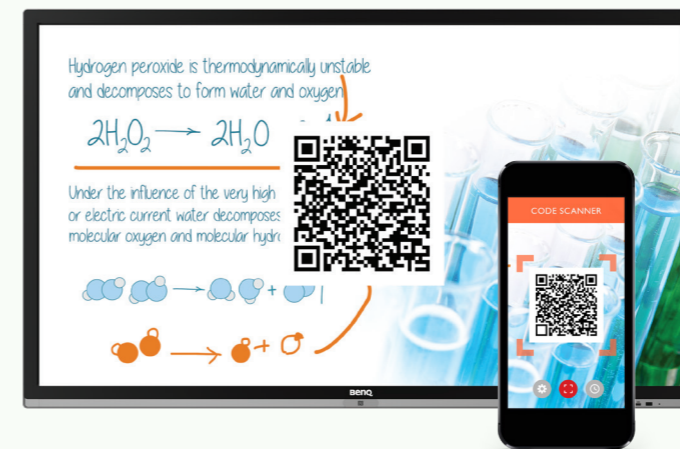 Hydrogen peroxide is thermodynamically unstable
and decomposes to form water and oxygen
2H₂O₂ → 2H₂O
Under the influence of the very high
or electric current water decomposes
molecular oxygen and molecular
+
+
CODE SCANNER
BenQ